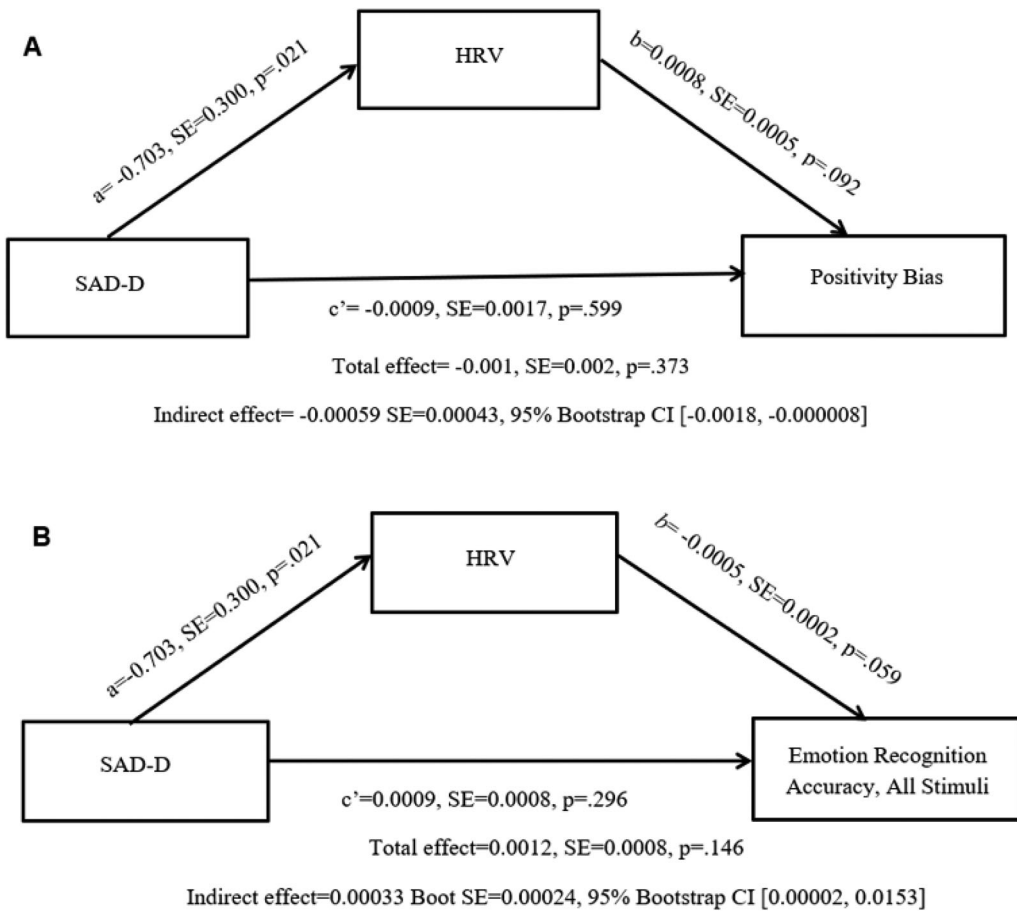 A
HRV
a= -0.703, SE=0.300, p=.021
b=0.0008, SE=0.0005, p=.092
SAD-D
Positivity Bias
c’= -0.0009, SE=0.0017, p=.599
Total effect= -0.001, SE=0.002, p=.373
Indirect effect= -0.00059 SE=0.00043, 95% Bootstrap CI [-0.0018, -0.000008]
B
HRV
a=-0.703, SE=0.300, p=.021
b= -0.0005, SE=0.0002, p=.059
SAD-D
Emotion Recognition
Accuracy, All Stimuli
c’=0.0009, SE=0.0008, p=.296
Total effect=0.0012, SE=0.0008, p=.146
Indirect effect=0.00033 Boot SE=0.00024, 95% Bootstrap CI [0.00002, 0.0153]